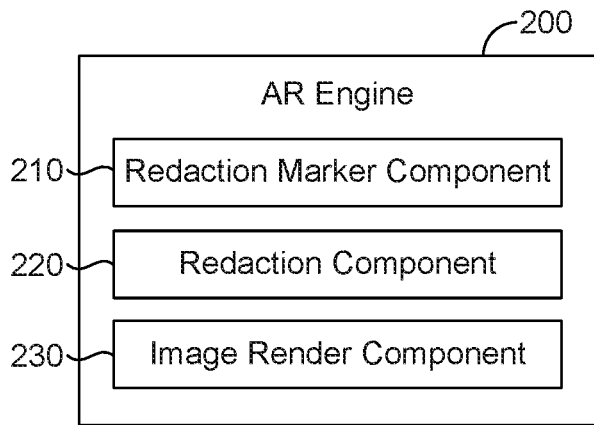 200
AR Engine
210 Redaction Marker Component
220 Redaction Component
230 Image Render Component